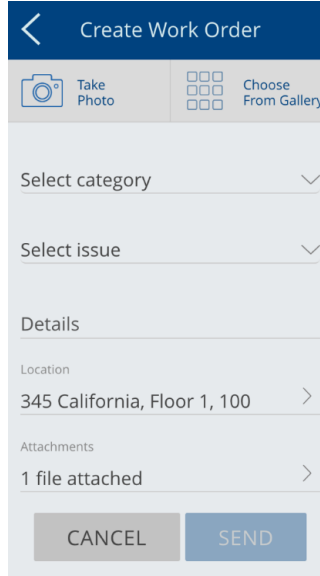 Create Work Order
Take
Photo
Choose
From Gallery
Select category
Select issue
Details
Location
345 California, Floor 1, 100
Attachments
1 file attached
CANCEL
SEND